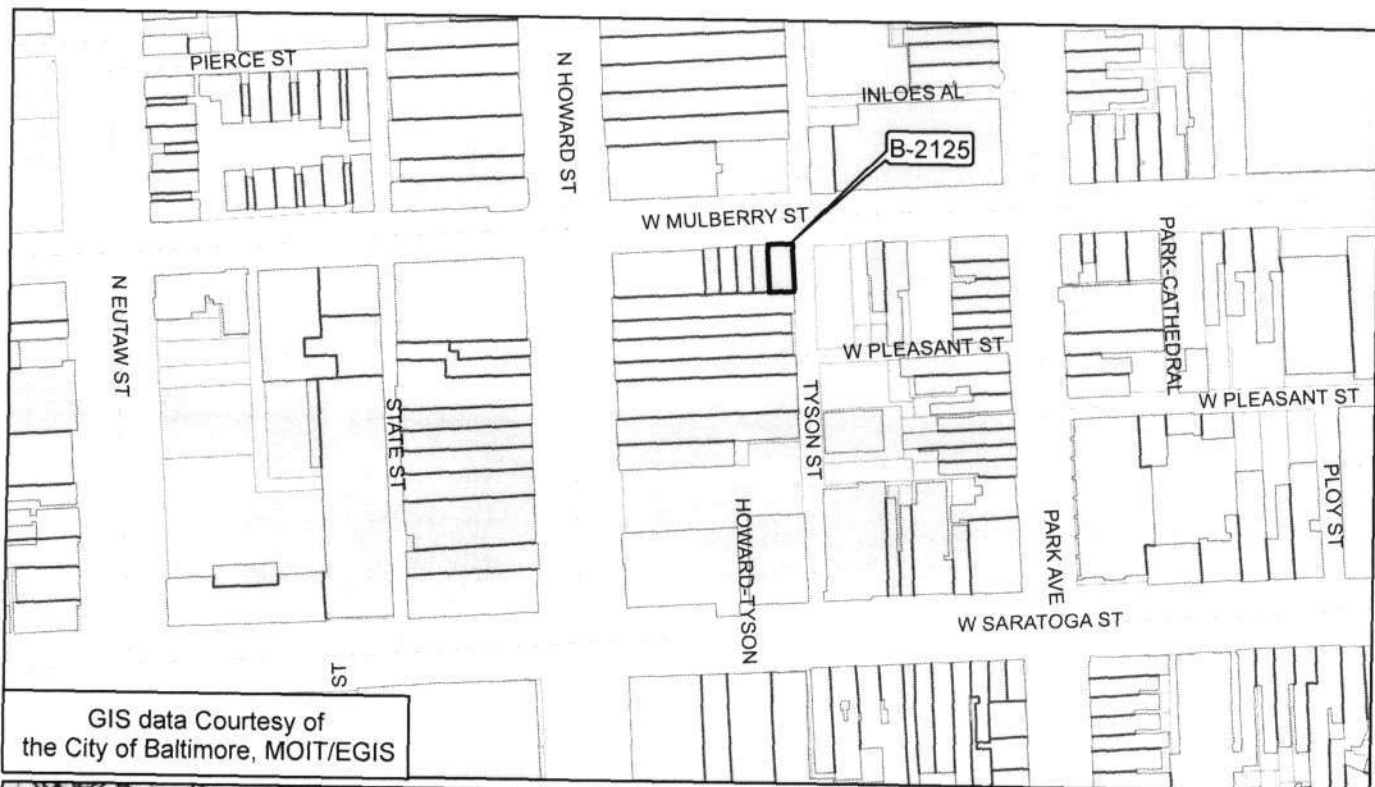 PIERCE ST
N HOWARD ST
INLOES AL
B-2125
W MULBERRY ST
N EUTAW ST
PARK-CATHEDRAL
W PLEASANT ST
TYSON ST
STATE ST
W PLEASANT ST
PLOY ST
HOWARD-TYSON
PARK AVE
W SARATOGA ST
ST
GIS data Courtesy of
the City of Baltimore, MOIT/EGIS